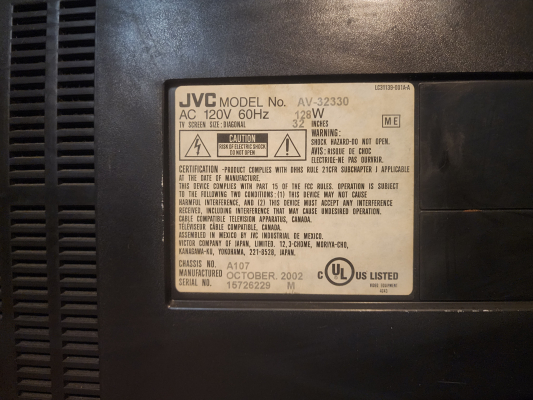 LC31139-001A-A
JVC MODEL No. AV-32330
AC 120V 60Hz 128W
TV SCREEN SIZE: DIAGONAL 32 INCHES
ME
CAUTION
RISK OF ELECTRIC SHOCK
DO NOT OPEN
WARNING:
SHOCK HAZARD-DO NOT OPEN.
AVIS: RISQUE DE CHOC
ELECTRIQUE-NE PAS OUVRIR.
CERTIFICATION -PRODUCT COMPLIES WITH DHHS RULE 21CFR SUBCHAPTER J APPLICABLE
AT THE DATE OF MANUFACTURE.
THIS DEVICE COMPLIES WITH PART 15 OF THE FCC RULES. OPERATION IS SUBJECT
TO THE FOLLOWING TWO CONDITIONS:(1) THIS DEVICE MAY NOT CAUSE
HARMFUL INTERFERENCE, AND (2) THIS DEVICE MUST ACCEPT ANY INTERFERENCE
RECEIVED, INCLUDING INTERFERENCE THAT MAY CAUSE UNDESIRED OPERATION.
CABLE COMPATIBLE TELEVISION APPARATUS, CANADA.
TÉLÉVISEUR CÂBLE COMPATIBLE, CANADA.
ASSEMBLED IN MEXICO BY JVC INDUSTRIAL DE MEXICO.
VICTOR COMPANY OF JAPAN, LIMITED. 12,3-CHOME, MORIYA-CHO,
KANAGAWA-KU, YOKOHAMA, 221-8528, JAPAN.
CHASSIS NO. A107
MANUFACTURED OCTOBER. 2002
SERIAL NO. 16726229 M
C UL US LISTED